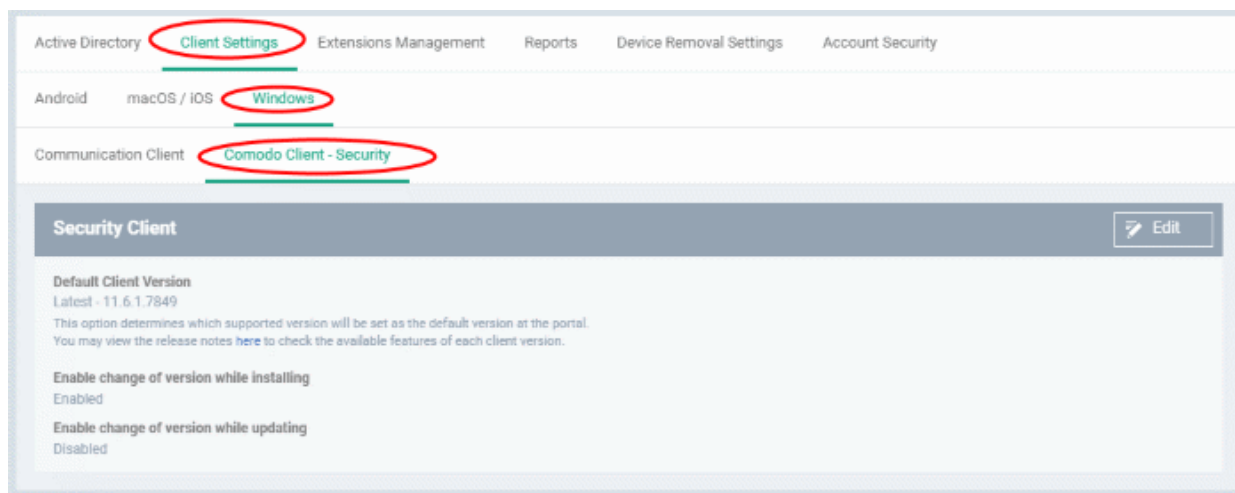 Active Directory Client Settings Extensions Management Reports Device Removal Settings Account Security
Android macOS / iOS Windows
Communication Client Comodo Client - Security
Security Client Edit
Default Client Version
Latest - 11.6.1.7849
This option determines which supported version will be set as the default version at the portal.
You may view the release notes here to check the available features of each client version.
Enable change of version while installing
Enabled
Enable change of version while updating
Disabled